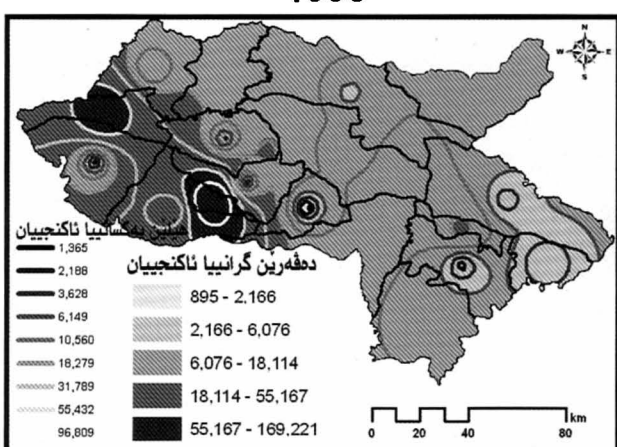 N
W E
S
هێلێن یەکسانییا ئاکنجییان
1,365
2,188
3,628
6,149
10,560
18,279
31,789
55,432
96,809
دەڤەرێن گرانییا ئاکنجییان
895 - 2,166
2,166 - 6,076
6,076 - 18,114
18,114 - 55,167
55,167 - 169,221
km
0 20 40 80